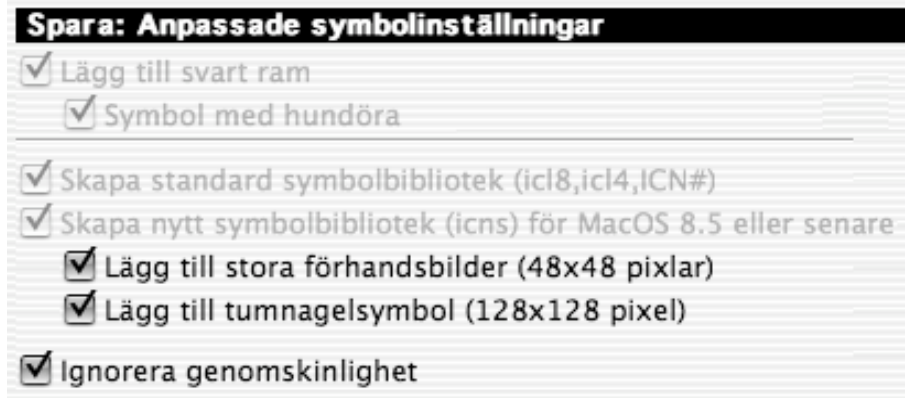 Spara: Anpassade symbolinställningar
Lägg till svart ram
Symbol med hundöra
Skapa standard symbolbibliotek (icl8,icl4,ICN#)
Skapa nytt symbolbibliotek (icns) för MacOS 8.5 eller senare
Lägg till stora förhandsbilder (48x48 pixlar)
Lägg till tumnagelsymbol (128x128 pixel)
Ignorera genomskinlighet